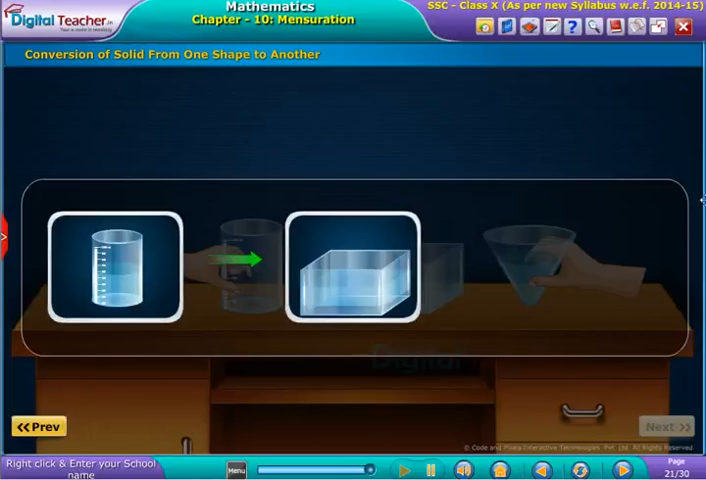 Digital Teacher.in
Mathematics
Chapter - 10: Mensuration
SSC - Class X (As per new Syllabus w.e.f. 2014-15)
Conversion of Solid From One Shape to Another
Digital
<< Prev
Next >>
© Code and Pixels Interactive Technologies Pvt. Ltd. All Rights Reserved.
Right click & Enter your School
name
Menu
Page
21/30